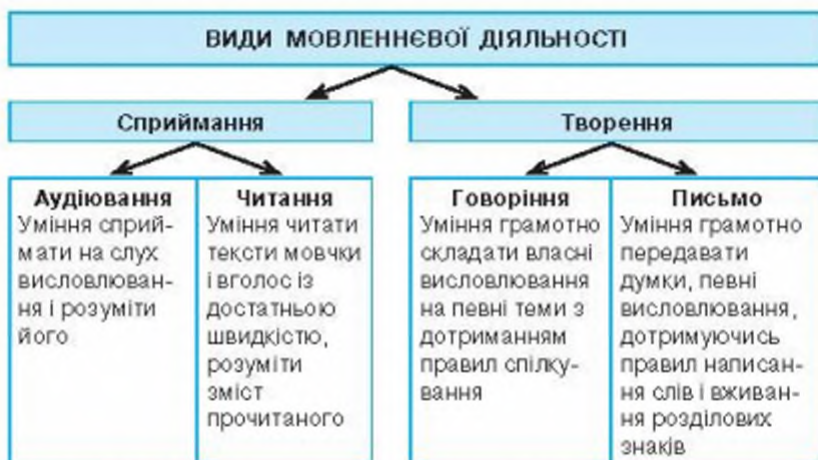 ВИДИ МОВЛЕННЄВОЇ ДІЯЛЬНОСТІ
Сприймання
Творення
Аудіювання
Уміння сприй-
мати на слух
висловлюван-
ня і розуміти
його
Читання
Уміння читати
тексти мовчки
і вголос із
достатньою
швидкістю,
розуміти
зміст
прочитаного
Говоріння
Уміння грамотно
складати власні
висловлювання
на певні теми з
дотриманням
правил спілку-
вання
Письмо
Уміння грамотно
передавати
думки, певні
висловлювання,
дотримуючись
правил написан-
ня слів і вживан-
ня розділових
знаків